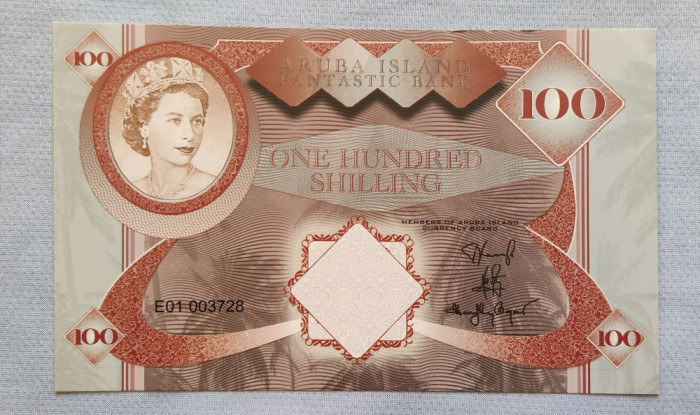 100
ARUBA ISLAND
FANTASTIC BANK
100
ONE HUNDRED
SHILLING
MEMBERS OF ARUBA ISLAND
CURRENCY BOARD
E01 003728
100
100